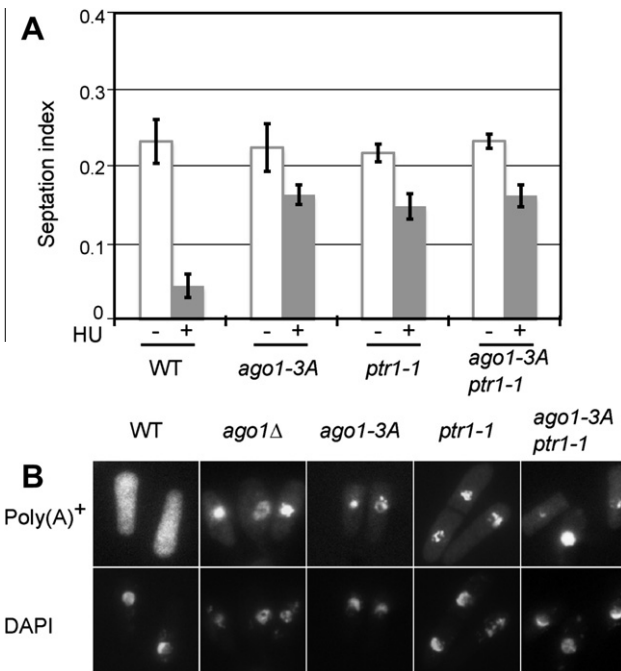 A
Septation index
0.4
0.3
0.2
0.1
0
HU - + - + - + - +
WT ago1-3A ptr1-1 ago1-3A
ptr1-1
WT ago1Δ ago1-3A ptr1-1 ago1-3A
ptr1-1
B
Poly(A)+
DAPI